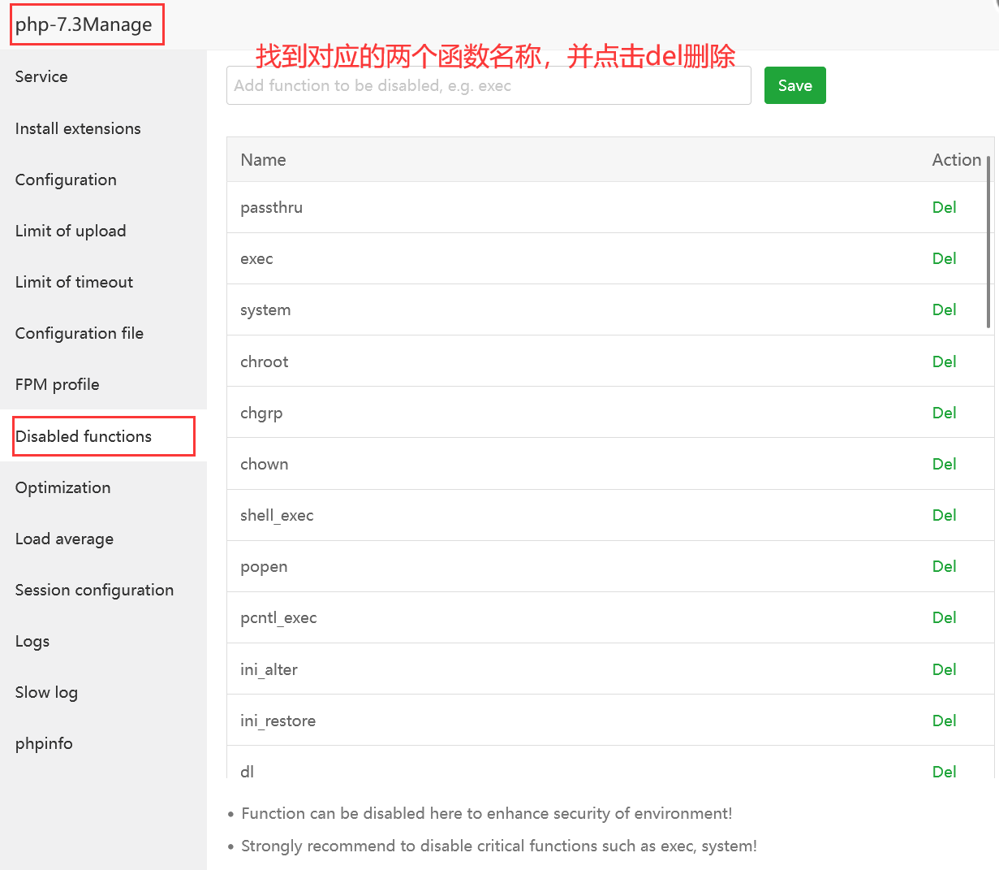 php-7.3Manage
找到对应的两个函数名称，并点击del删除
Service
Install extensions
Configuration
Limit of upload
Limit of timeout
Configuration file
FPM profile
Disabled functions
Optimization
Load average
Session configuration
Logs
Slow log
phpinfo
Add function to be disabled, e.g. exec
Save
Name Action
passthru Del
exec Del
system Del
chroot Del
chgrp Del
chown Del
shell_exec Del
popen Del
pcntl_exec Del
ini_alter Del
ini_restore Del
dl Del
• Function can be disabled here to enhance security of environment!
• Strongly recommend to disable critical functions such as exec, system!